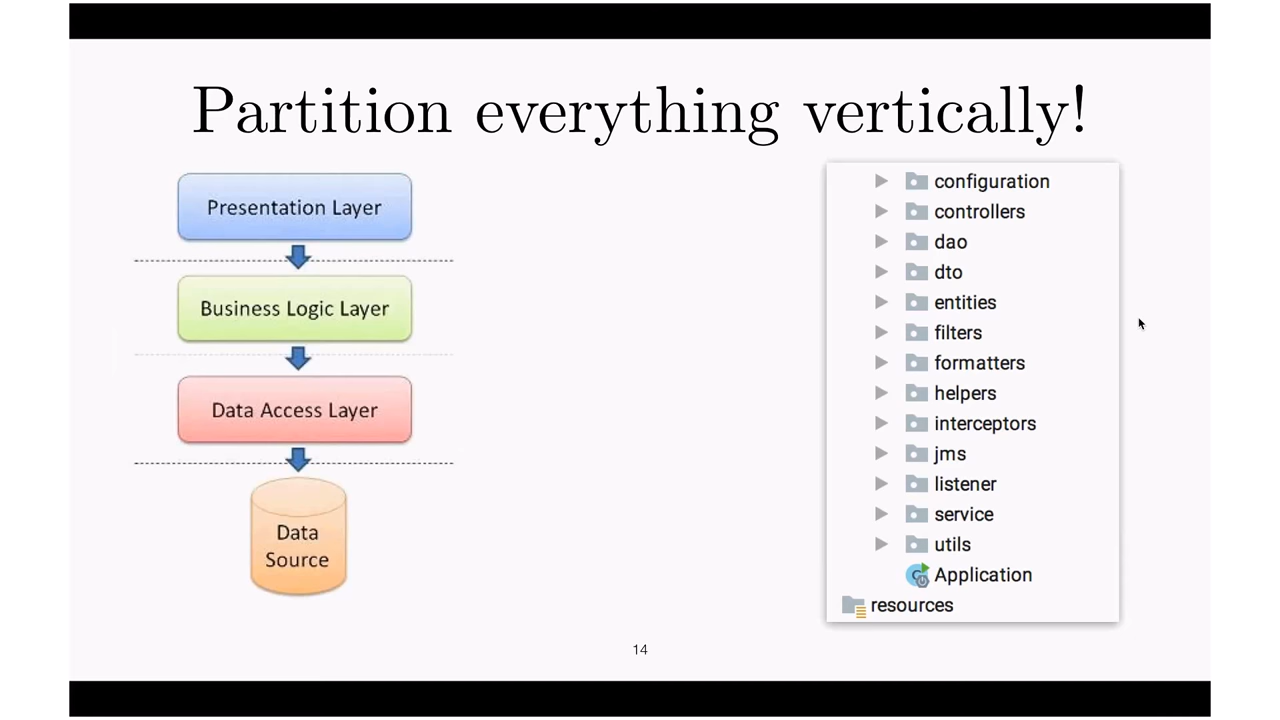 Partition everything vertically!
Presentation Layer
Business Logic Layer
Data Access Layer
Data
Source
configuration
controllers
dao
dto
entities
filters
formatters
helpers
interceptors
jms
listener
service
utils
Application
resources
14